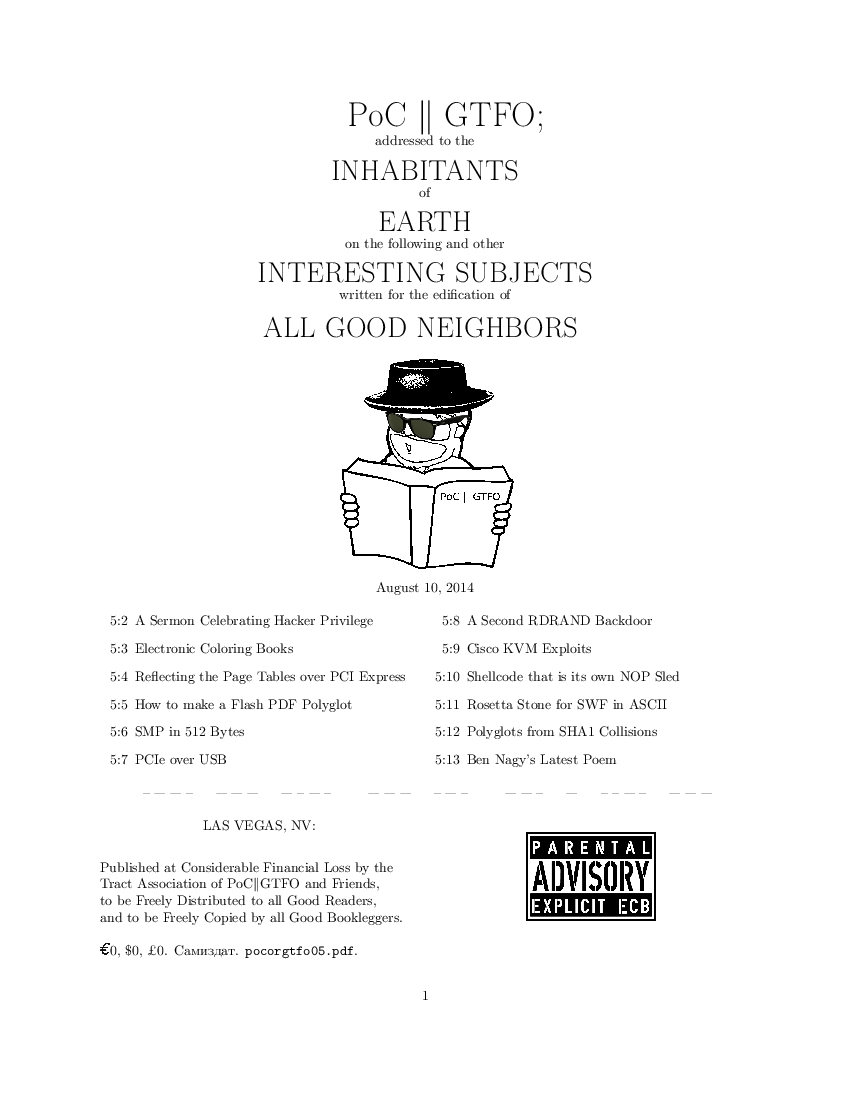 PoC ‖ GTFO;
addressed to the
INHABITANTS
of
EARTH
on the following and other
INTERESTING SUBJECTS
written for the edification of
ALL GOOD NEIGHBORS
PoC | GTFO
August 10, 2014
5:2 A Sermon Celebrating Hacker Privilege
5:3 Electronic Coloring Books
5:4 Reflecting the Page Tables over PCI Express
5:5 How to make a Flash PDF Polyglot
5:6 SMP in 512 Bytes
5:7 PCIe over USB
5:8 A Second RDRAND Backdoor
5:9 Cisco KVM Exploits
5:10 Shellcode that is its own NOP Sled
5:11 Rosetta Stone for SWF in ASCII
5:12 Polyglots from SHA1 Collisions
5:13 Ben Nagy's Latest Poem
LAS VEGAS, NV:
Published at Considerable Financial Loss by the
Tract Association of PoC‖GTFO and Friends,
to be Freely Distributed to all Good Readers,
and to be Freely Copied by all Good Bookleggers.
€0, $0, £0. Самиздат. pocorgtfo05.pdf.
PARENTAL
ADVISORY
EXPLICIT ECB
1